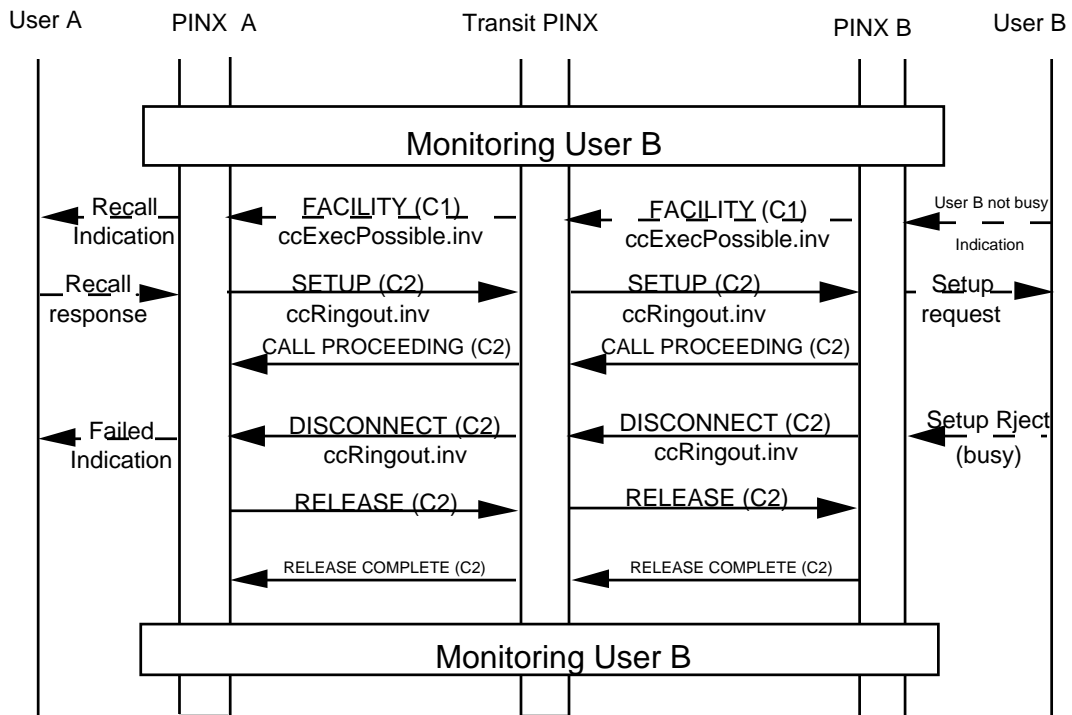 User A PINX A Transit PINX PINX B User B
Monitoring User B
Recall FACILITY (C1) FACILITY (C1) User B not busy
Indication ccExecPossible.inv ccExecPossible.inv Indication
Recall SETUP (C2) SETUP (C2) Setup
response ccRingout.inv ccRingout.inv request
CALL PROCEEDING (C2) CALL PROCEEDING (C2)
Failed DISCONNECT (C2) DISCONNECT (C2) Setup Rject
Indication ccRingout.inv ccRingout.inv (busy)
RELEASE (C2) RELEASE (C2)
RELEASE COMPLETE (C2) RELEASE COMPLETE (C2)
Monitoring User B